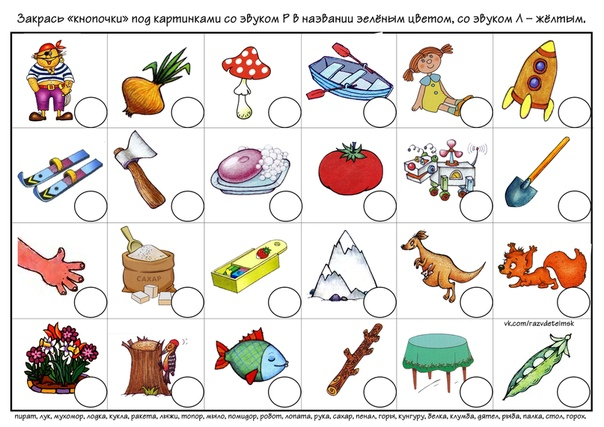 Закрась «кнопочки» под картинками со звуком Р в названии зелёным цветом, со звуком Л – жёлтым.
САХАР
vk.com/razvdeteimsk
пират, лук, мухомор, лодка, кукла, ракета, лыжи, топор, мыло, помидор, робот, лопата, рука, сахар, пенал, горы, кунгуру, белка, клумба, дятел, рыба, палка, стол, горох.